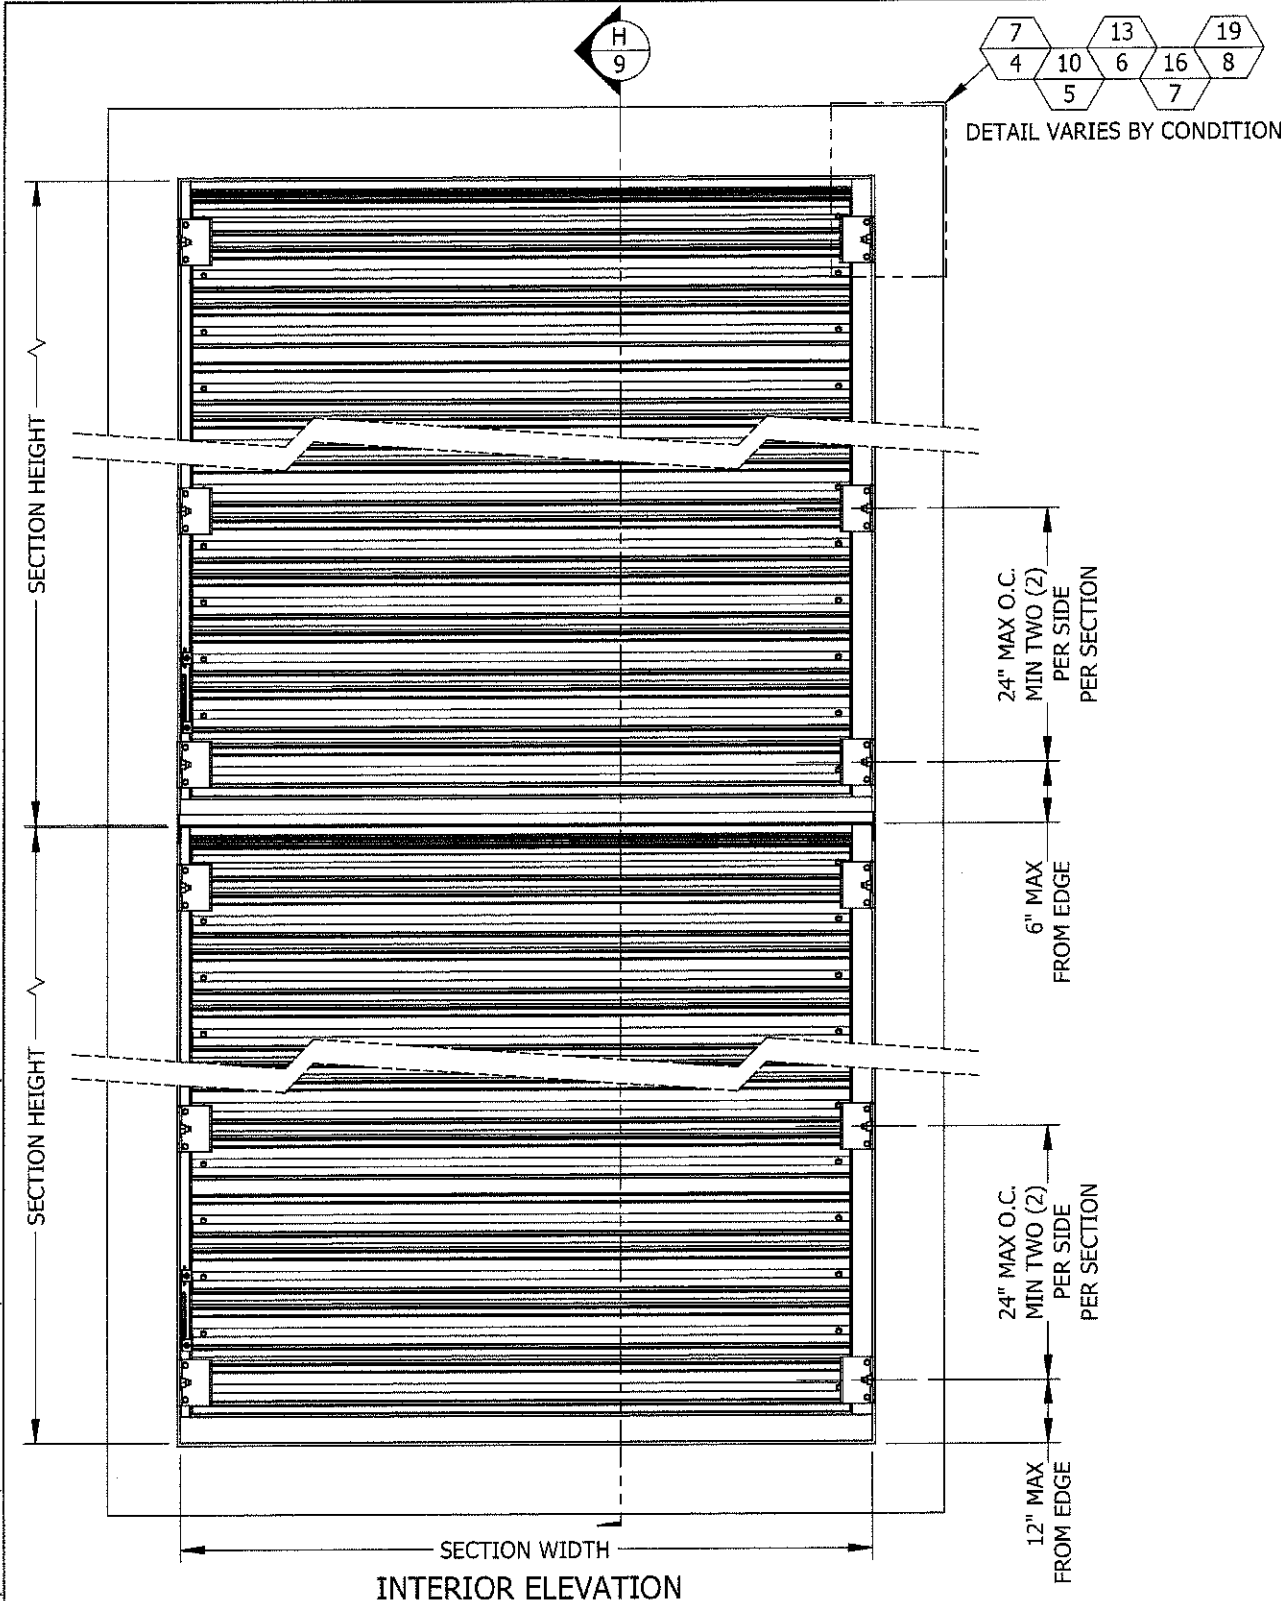 H
9
7
4
10
5
13
6
16
7
19
8
DETAIL VARIES BY CONDITION
SECTION HEIGHT
24" MAX O.C.
MIN TWO (2)
PER SIDE
PER SECTION
6" MAX
FROM EDGE
SECTION HEIGHT
24" MAX O.C.
MIN TWO (2)
PER SIDE
PER SECTION
12" MAX
FROM EDGE
SECTION WIDTH
INTERIOR ELEVATION